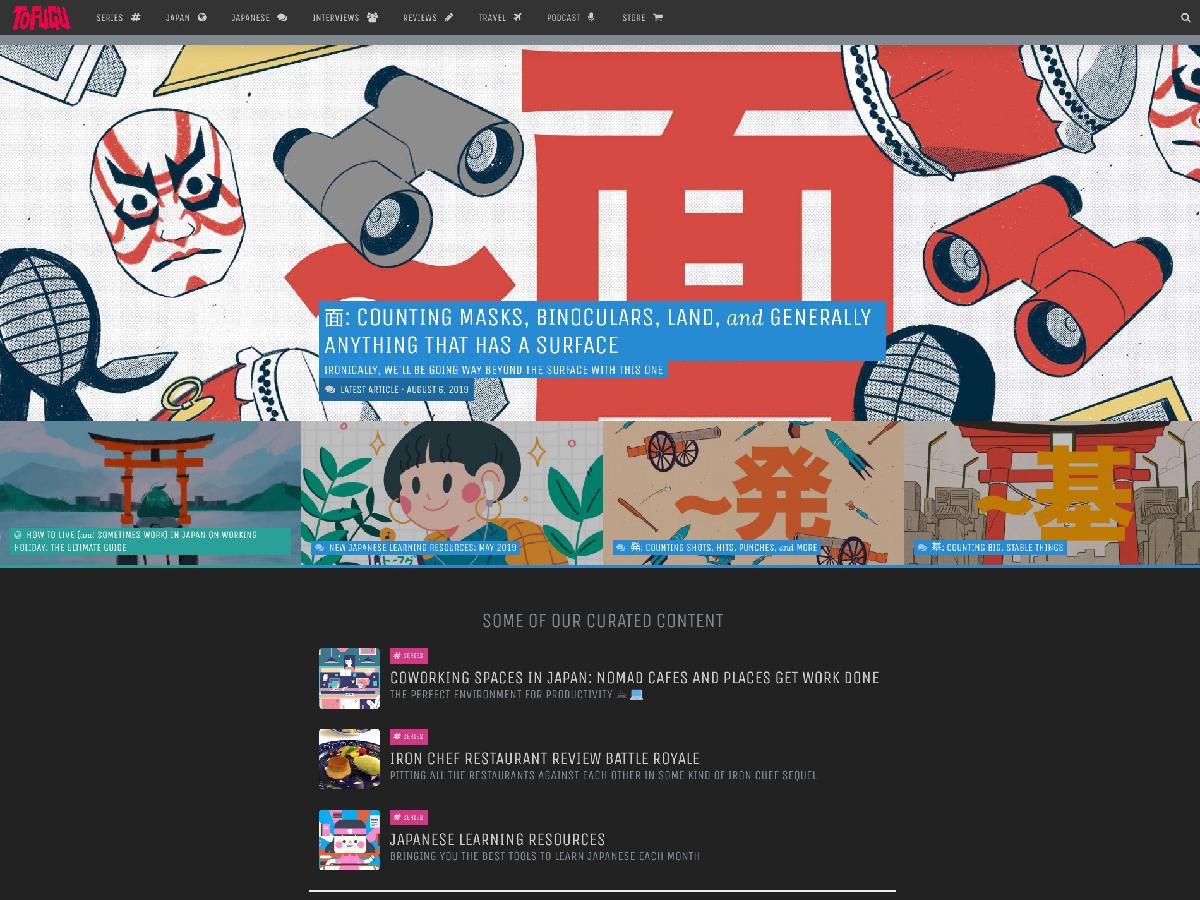 TOFUGU
SERIES
JAPAN
JAPANESE
INTERVIEWS
REVIEWS
TRAVEL
PODCAST
STORE
面
面: COUNTING MASKS, BINOCULARS, LAND, and GENERALLY
ANYTHING THAT HAS A SURFACE
IRONICALLY, WE'LL BE GOING WAY BEYOND THE SURFACE WITH THIS ONE
LATEST ARTICLE • AUGUST 6, 2019
HOW TO LIVE (and SOMETIMES WORK) IN JAPAN ON WORKING
HOLIDAY: THE ULTIMATE GUIDE
NEW JAPANESE LEARNING RESOURCES: MAY 2019
~発
発: COUNTING SHOTS, HITS, PUNCHES, and MORE
~基
基: COUNTING BIG, STABLE THINGS
SOME OF OUR CURATED CONTENT
# SERIES
COWORKING SPACES IN JAPAN: NOMAD CAFES AND PLACES GET WORK DONE
THE PERFECT ENVIRONMENT FOR PRODUCTIVITY
# SERIES
IRON CHEF RESTAURANT REVIEW BATTLE ROYALE
PITTING ALL THE RESTAURANTS AGAINST EACH OTHER IN SOME KIND OF IRON CHEF SEQUEL
# SERIES
JAPANESE LEARNING RESOURCES
BRINGING YOU THE BEST TOOLS TO LEARN JAPANESE EACH MONTH